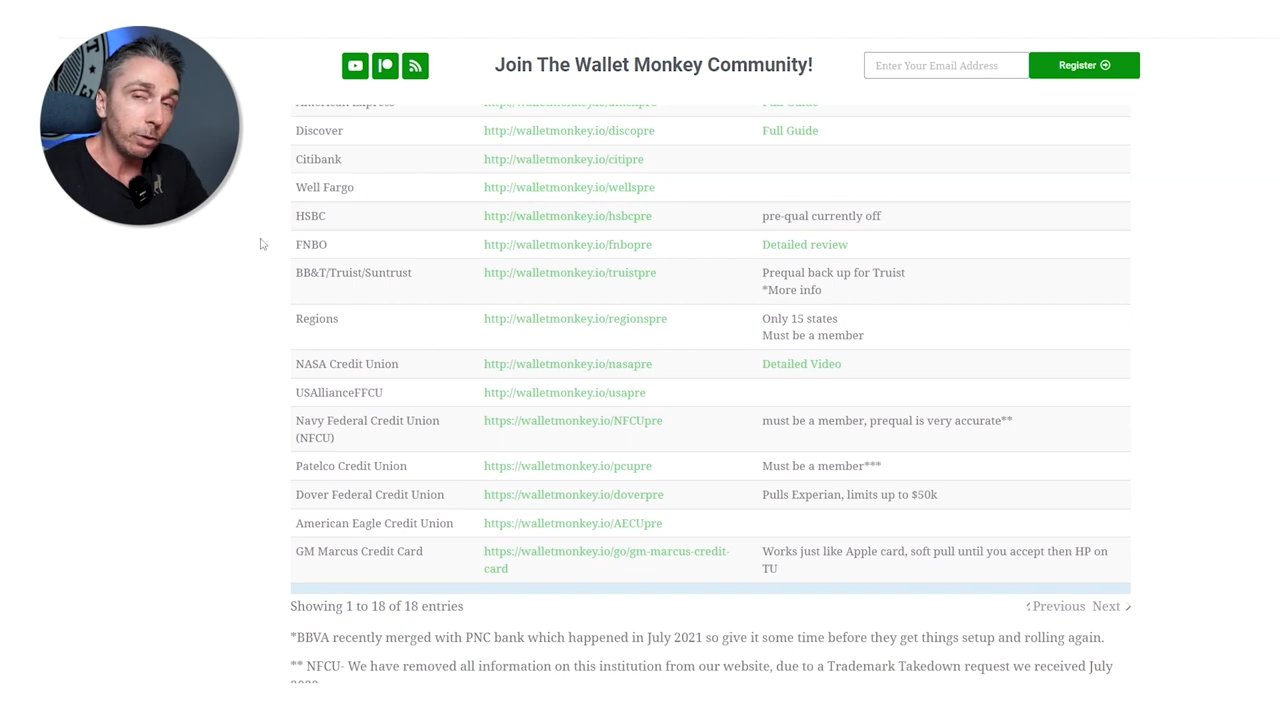 Join The Wallet Monkey Community!
Enter Your Email Address
Register
American Express http://walletmonkey.io/amexpre Full Guide
Discover http://walletmonkey.io/discopre Full Guide
Citibank http://walletmonkey.io/citipre
Well Fargo http://walletmonkey.io/wellspre
HSBC http://walletmonkey.io/hsbcpre pre-qual currently off
FNBO http://walletmonkey.io/fnbopre Detailed review
BB&T/Truist/Suntrust http://walletmonkey.io/truistpre Prequal back up for Truist
*More info
Regions http://walletmonkey.io/regionspre Only 15 states
Must be a member
NASA Credit Union http://walletmonkey.io/nasapre Detailed Video
USAllianceFFCU http://walletmonkey.io/usapre
Navy Federal Credit Union https://walletmonkey.io/NFCUpre must be a member, prequal is very accurate**
(NFCU)
Patelco Credit Union https://walletmonkey.io/pcupre Must be a member***
Dover Federal Credit Union https://walletmonkey.io/doverpre Pulls Experian, limits up to $50k
American Eagle Credit Union https://walletmonkey.io/AECUpre
GM Marcus Credit Card https://walletmonkey.io/go/gm-marcus-credit- Works just like Apple card, soft pull until you accept then HP on
card TU
Showing 1 to 18 of 18 entries Previous Next
*BBVA recently merged with PNC bank which happened in July 2021 so give it some time before they get things setup and rolling again.
** NFCU- We have removed all information on this institution from our website, due to a Trademark Takedown request we received July